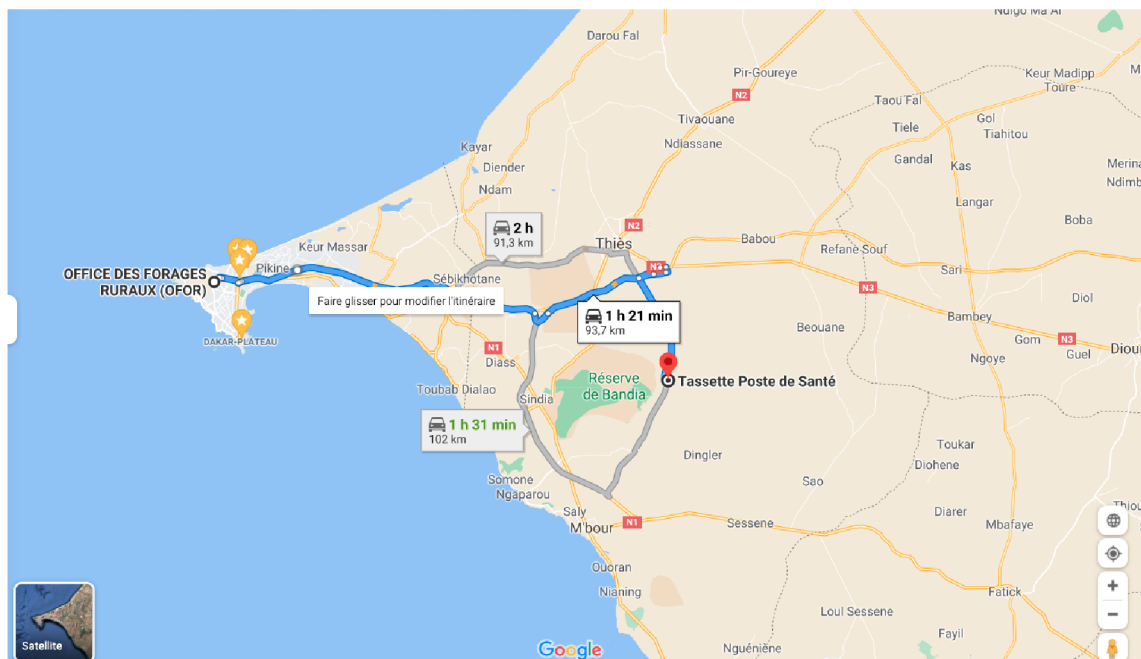 Ndigo Ma Al
Darou Fal
Pir-Goureye
Keur Madipp
Toure
N2
Taou Fal
Tivaouane
Gol
Tiahitou
Tiele
Kayar
Ndiassane
Diender
Gandal
Kas
Merina
Ndimb
Ndam
Langar
2 h
91,3 km
N2
Boba
Keur Massar
Thiès
Babou
Refane Souf
OFFICE DES FORAGES
RURAUX (OFOR)
Pikine
Sébikhotane
Sari
N3
Faire glisser pour modifier l'itinéraire
Diol
1 h 21 min
93,7 km
Beouane
Bambey
DAKAR-PLATEAU
N1
Gom
N3
Diass
Ngoye
Guel
Diour
Toubab Dialao
Réserve
de Bandia
Tassette Poste de Santé
Sindia
1 h 31 min
102 km
Toukar
Dingler
Diohene
Somone
Ngaparou
Sao
Saly
Diarer
Thiou
M'bour
N1
Sessene
Mbafaye
Ouoran
Nianing
Fatick
Loul Sessene
Fayil
Satellite
Google
Nguéniène